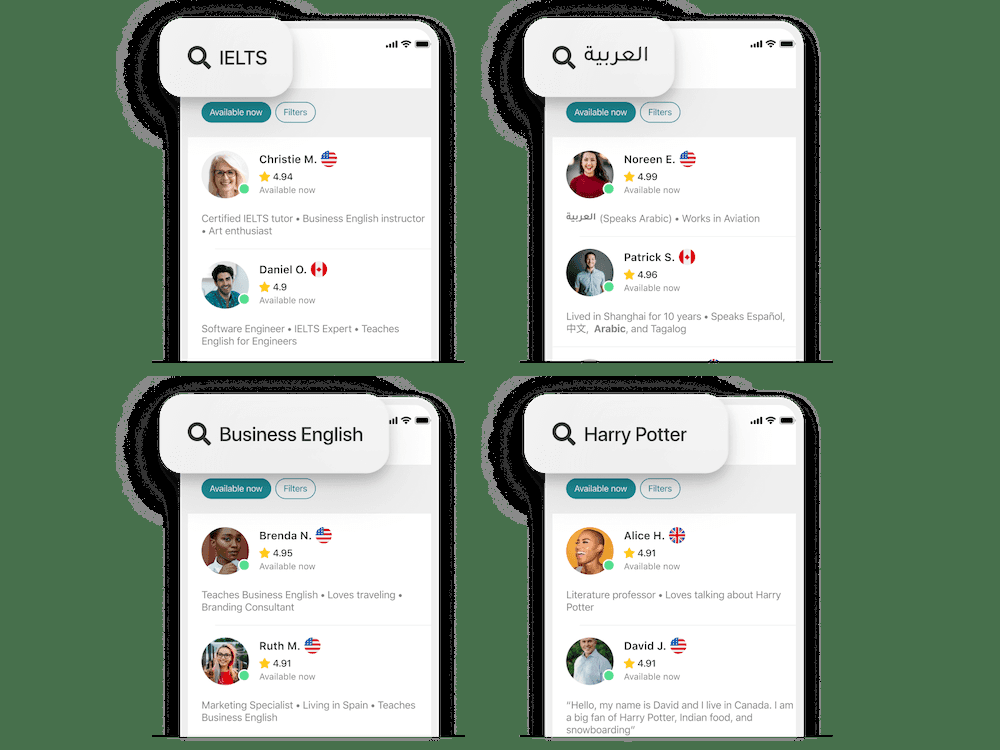 IELTS
Available now
Filters
Christie M.
4.94
Available now
Certified IELTS tutor • Business English instructor
• Art enthusiast
Daniel O.
4.9
Available now
Software Engineer • IELTS Expert • Teaches
English for Engineers
العربية
Available now
Filters
Noreen E.
4.99
Available now
العربية (Speaks Arabic) • Works in Aviation
Patrick S.
4.96
Available now
Lived in Shanghai for 10 years • Speaks Español,
中文, Arabic, and Tagalog
Business English
Available now
Filters
Brenda N.
4.95
Available now
Teaches Business English • Loves traveling •
Branding Consultant
Ruth M.
4.91
Available now
Marketing Specialist • Living in Spain • Teaches
Business English
Harry Potter
Available now
Filters
Alice H.
4.91
Available now
Literature professor • Loves talking about Harry
Potter
David J.
4.91
Available now
“Hello, my name is David and I live in Canada. I am
a big fan of Harry Potter, Indian food, and
snowboarding”